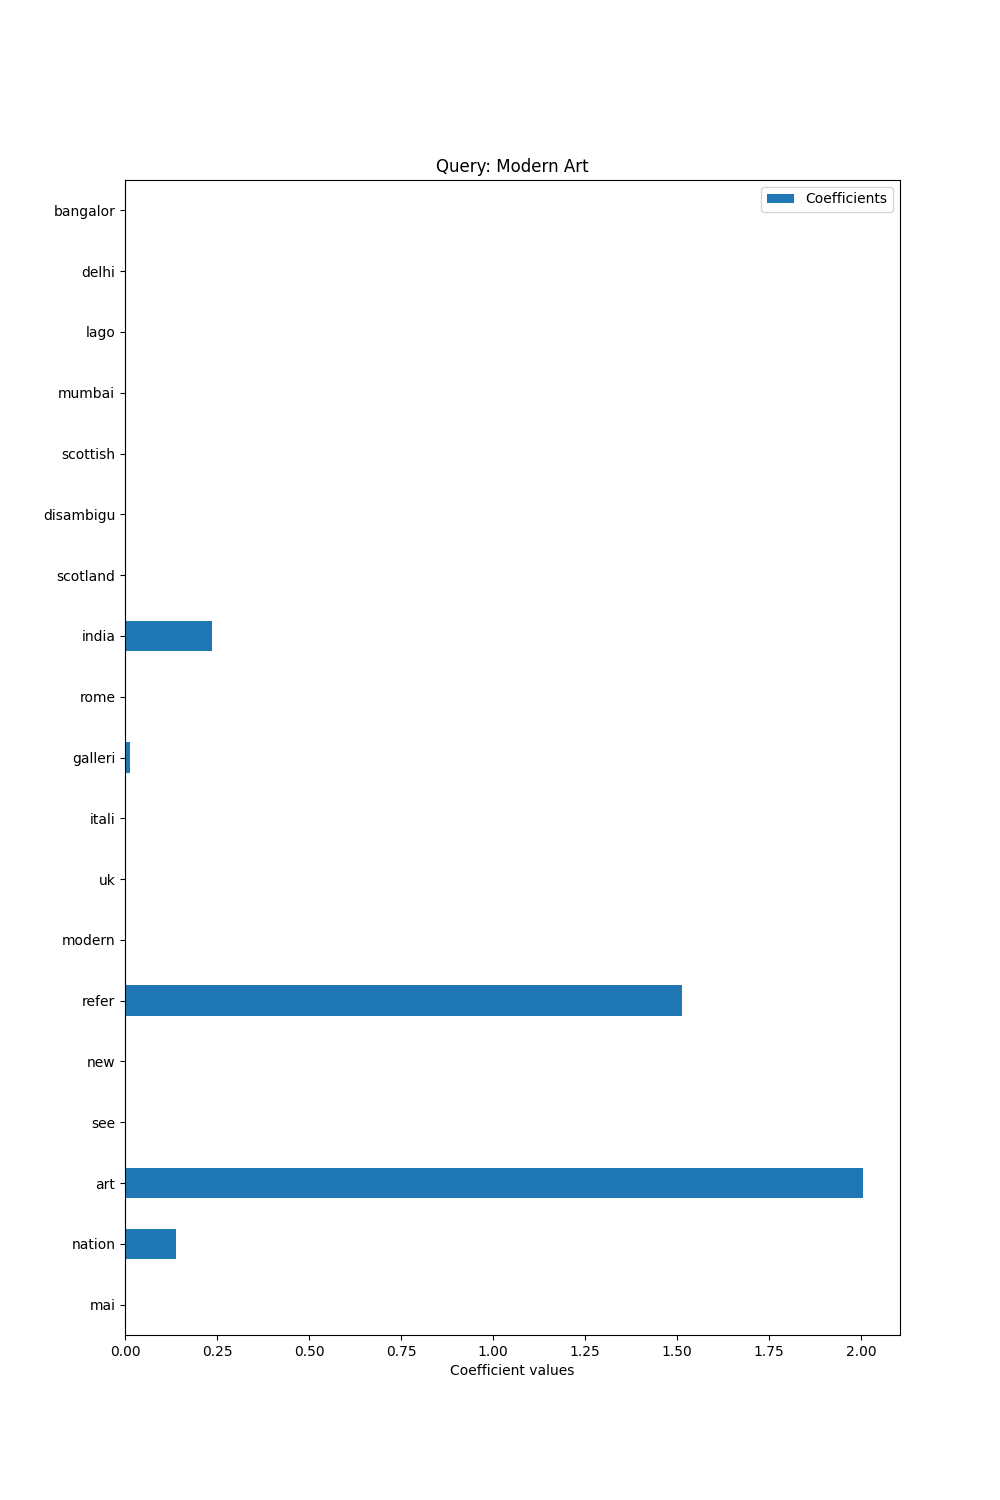 Query: Modern Art
Coefficients
bangalor
delhi
lago
mumbai
scottish
disambigu
scotland
india
rome
galleri
itali
uk
modern
refer
new
see
art
nation
mai
0.00 0.25 0.50 0.75 1.00 1.25 1.50 1.75 2.00
Coefficient values